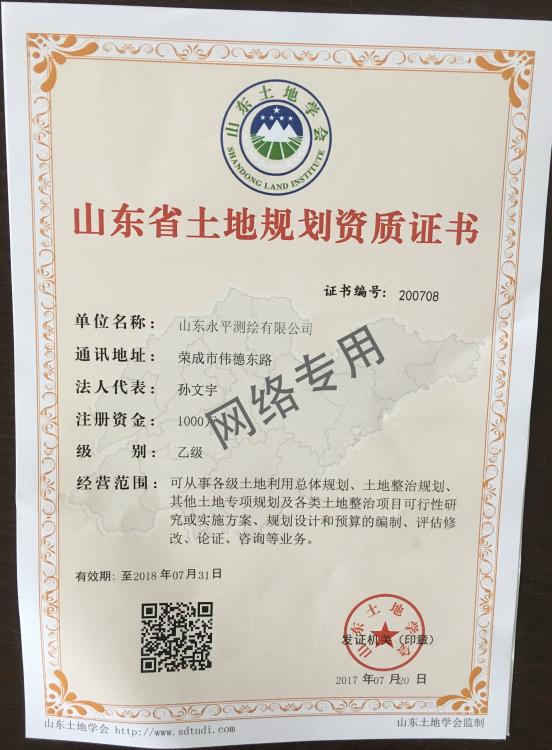 山东土地学会
SHANDONG LAND INSTITUTE
山东省土地规划资质证书
证书编号: 200708
单位名称: 山东永平测绘有限公司
通讯地址: 荣成市伟德东路
法人代表: 孙文宇
注册资金: 1000万
级 别: 乙级
经营范围: 可从事各级土地利用总体规划、土地整治规划、
其他土地专项规划及各类土地整治项目可行性研
究或实施方案、规划设计和预算的编制、评估修
改、论证、咨询等业务。
网络专用
有效期: 至2018 年07月31日
山东土地学会
发证机关 (印章)
2017 年07月20 日
山东土地学会 http://www.sdtudi.com
山东土地学会监制